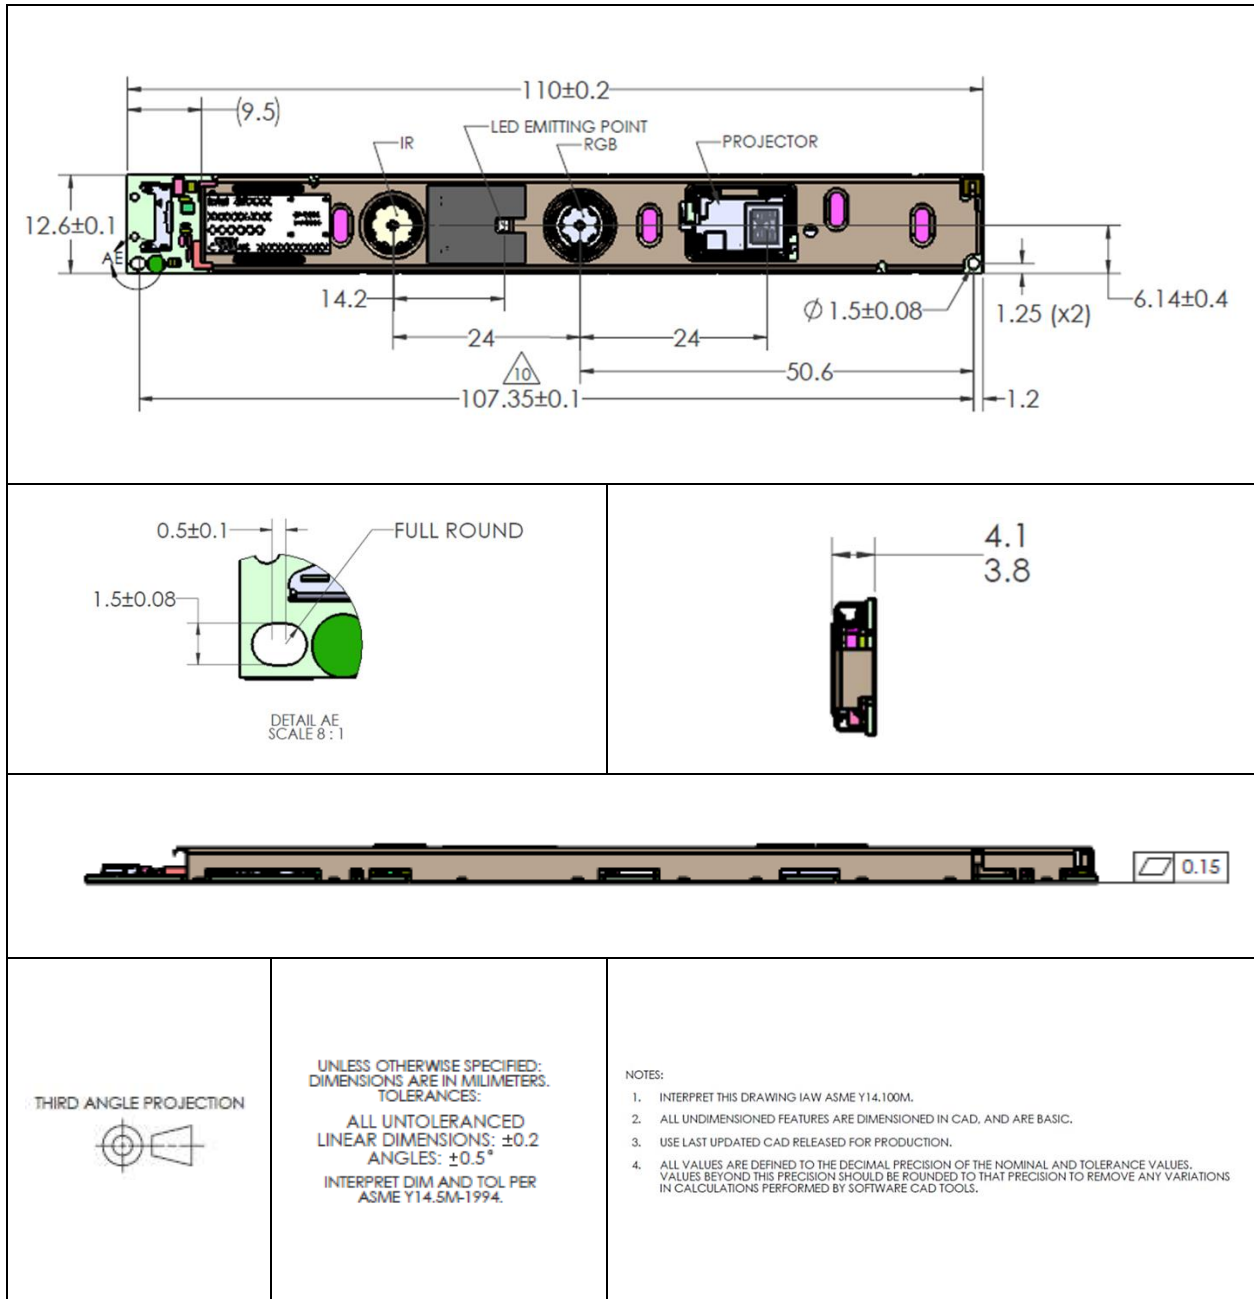 110±0.2
(9.5)
LED EMITTING POINT
IR
RGB
PROJECTOR
12.6±0.1
AE
14.2
Ø 1.5±0.08
1.25 (x2)
6.14±0.4
24
24
10
50.6
107.35±0.1
1.2
0.5±0.1
FULL ROUND
1.5±0.08
DETAIL AE
SCALE 8 : 1
4.1
3.8
0.15
THIRD ANGLE PROJECTION
UNLESS OTHERWISE SPECIFIED:
DIMENSIONS ARE IN MILIMETERS.
TOLERANCES:
ALL UNTOLERANCED
LINEAR DIMENSIONS: ±0.2
ANGLES: ±0.5°
INTERPRET DIM AND TOL PER
ASME Y14.5M-1994.
NOTES:
1. INTERPRET THIS DRAWING IAW ASME Y14.100M.
2. ALL UNDIMENSIONED FEATURES ARE DIMENSIONED IN CAD, AND ARE BASIC.
3. USE LAST UPDATED CAD RELEASED FOR PRODUCTION.
4. ALL VALUES ARE DEFINED TO THE DECIMAL PRECISION OF THE NOMINAL AND TOLERANCE VALUES.
VALUES BEYOND THIS PRECISION SHOULD BE ROUNDED TO THAT PRECISION TO REMOVE ANY VARIATIONS
IN CALCULATIONS PERFORMED BY SOFTWARE CAD TOOLS.